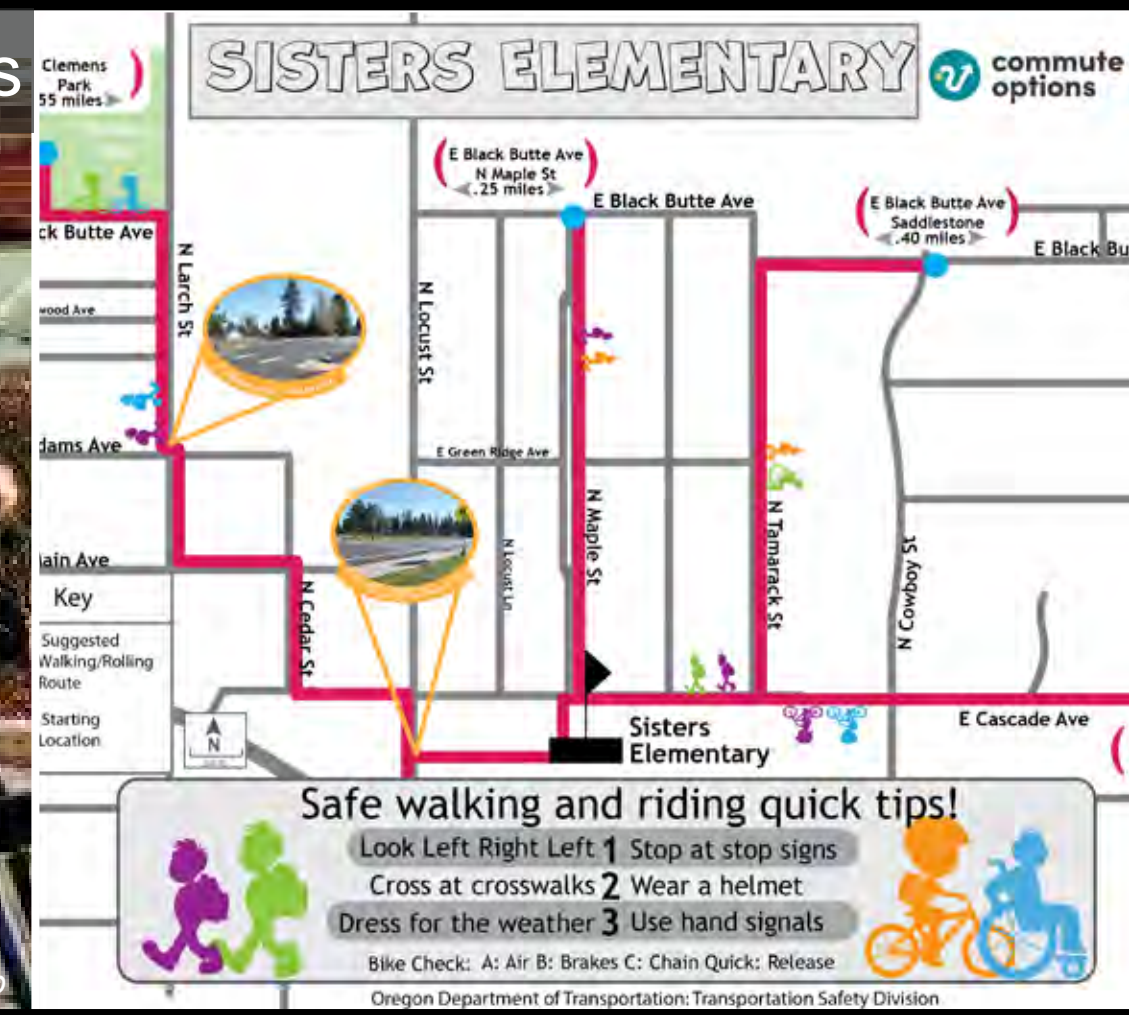 S
SISTERS ELEMENTARY
commute
options
Clemens
Park
55 miles
E Black Butte Ave
N Maple St
.25 miles
E Black Butte Ave
E Black Butte Ave
Saddlestone
.40 miles
E Black Bu
ck Butte Ave
N Larch St
N Locust St
wood Ave
dams Ave
E Green Ridge Ave
N Maple St
N Tamarack St
N Locust Ln
N Cowboy St
ain Ave
N Cedar St
Key
Suggested
Walking/Rolling
Route
Starting
Location
N
Sisters
Elementary
E Cascade Ave
Safe walking and riding quick tips!
Look Left Right Left 1 Stop at stop signs
Cross at crosswalks 2 Wear a helmet
Dress for the weather 3 Use hand signals
Bike Check: A: Air B: Brakes C: Chain Quick: Release
Oregon Department of Transportation: Transportation Safety Division